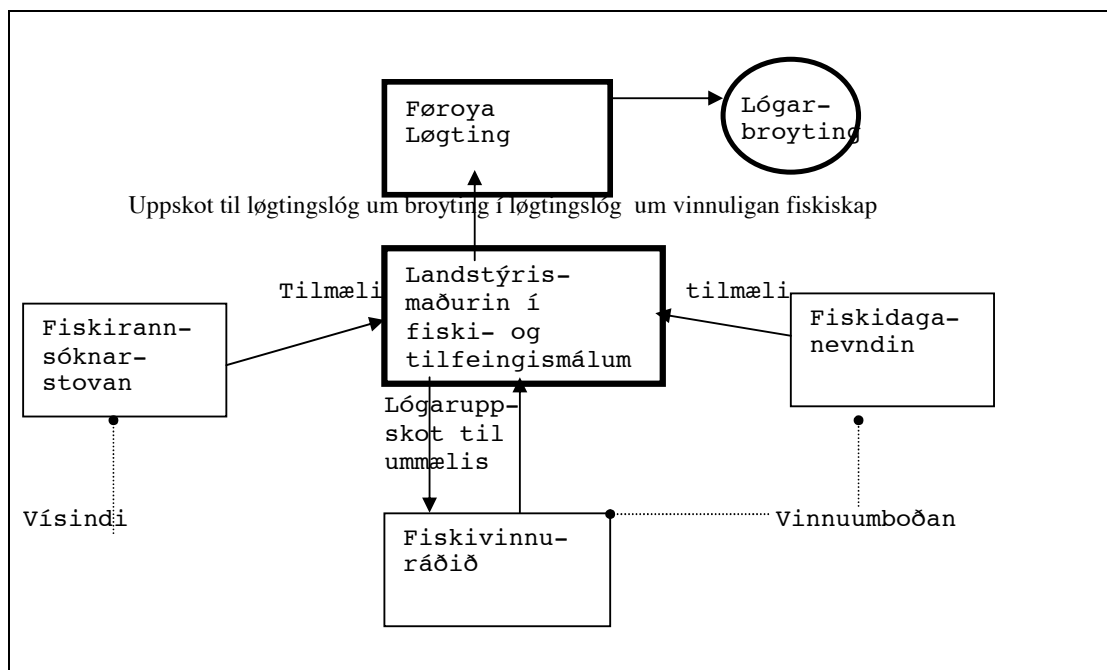 Føroya
Løgting
Lógar-
broyting
Uppskot til løgtingslóg um broyting í løgtingslóg  um vinnuligan fiskiskap
Tilmæli
Landstýris-
maðurin í
fiski- og
tilfeingismálum
tilmæli
Fiskirann-
sóknar-
stovan
Fiskidaga-
nevndin
Lógarupp-
skot til
ummælis
Vísindi
Fiskivinnu-
ráðið
Vinnuumboðan